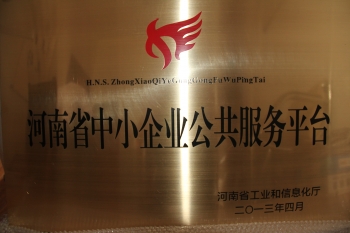 H.N.S. ZhongXiaoQiYeGongGongFuWuPingTai
河南省中小企业公共服务平台
河南省工业和信息化厅
二〇一三年四月